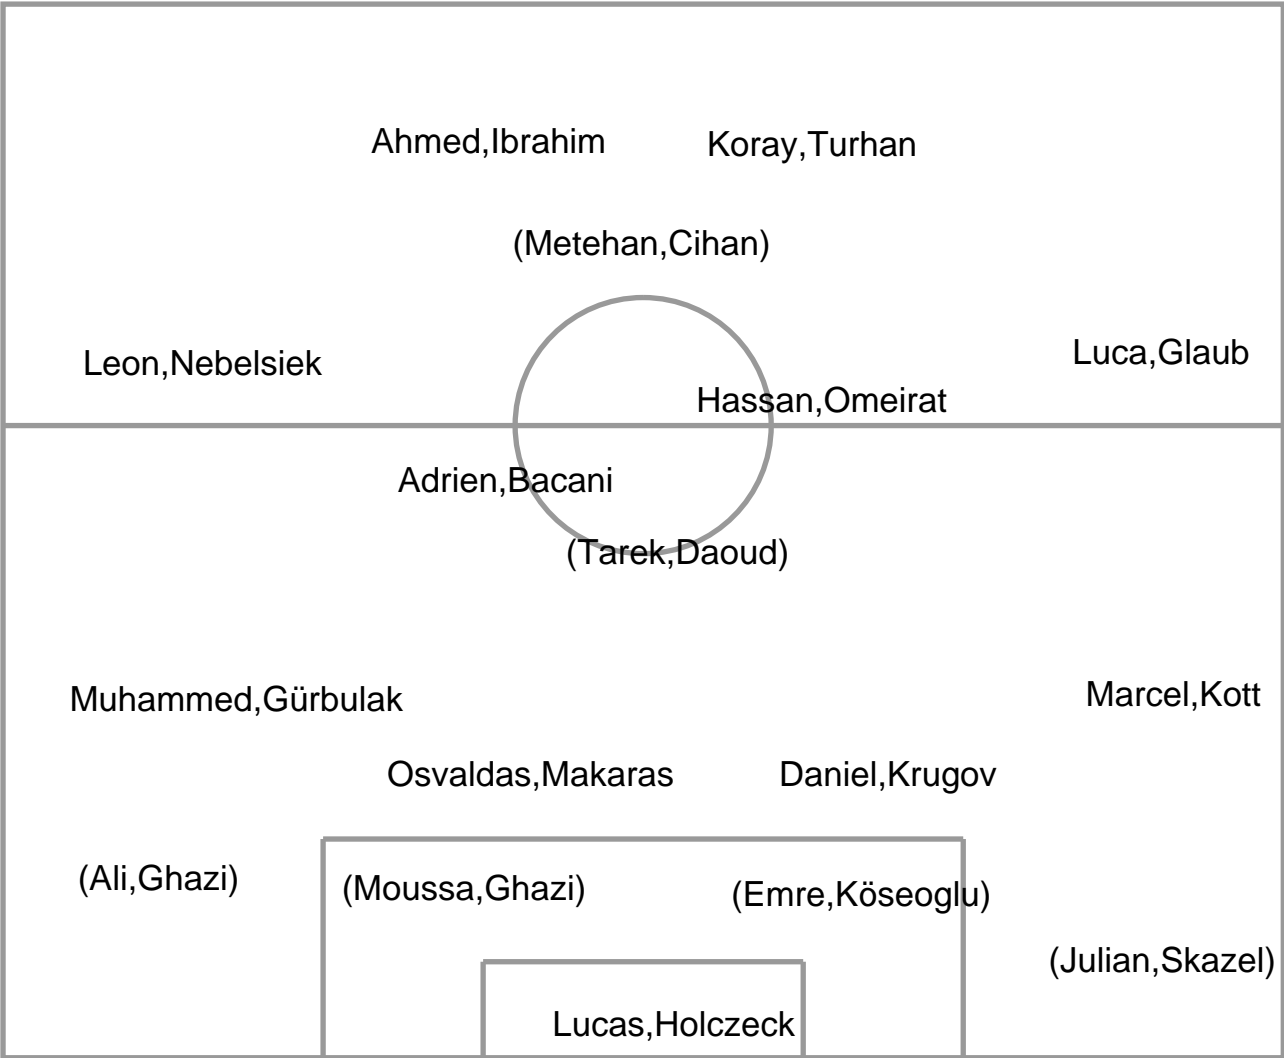 Ahmed,Ibrahim
Koray,Turhan
(Metehan,Cihan)
Leon,Nebelsiek
Luca,Glaub
Hassan,Omeirat
Adrien,Bacani
(Tarek,Daoud)
Muhammed,Gürbulak
Marcel,Kott
Osvaldas,Makaras
Daniel,Krugov
(Ali,Ghazi)
(Moussa,Ghazi)
(Emre,Köseoglu)
(Julian,Skazel)
Lucas,Holczeck